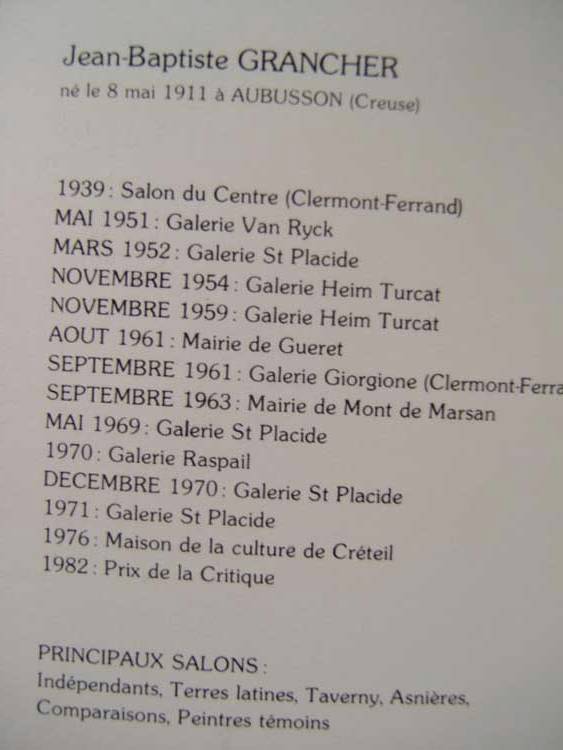 Jean-Baptiste GRANCHER
né le 8 mai 1911 à AUBUSSON (Creuse)
1939 : Salon du Centre (Clermont-Ferrand)
MAI 1951 : Galerie Van Ryck
MARS 1952 : Galerie St Placide
NOVEMBRE 1954 : Galerie Heim Turcat
NOVEMBRE 1959 : Galerie Heim Turcat
AOUT 1961 : Mairie de Gueret
SEPTEMBRE 1961 : Galerie Giorgione (Clermont-Ferra
SEPTEMBRE 1963 : Mairie de Mont de Marsan
MAI 1969 : Galerie St Placide
1970 : Galerie Raspail
DECEMBRE 1970 : Galerie St Placide
1971 : Galerie St Placide
1976 : Maison de la culture de Créteil
1982 : Prix de la Critique
PRINCIPAUX SALONS :
Indépendants, Terres latines, Taverny, Asnières,
Comparaisons, Peintres témoins